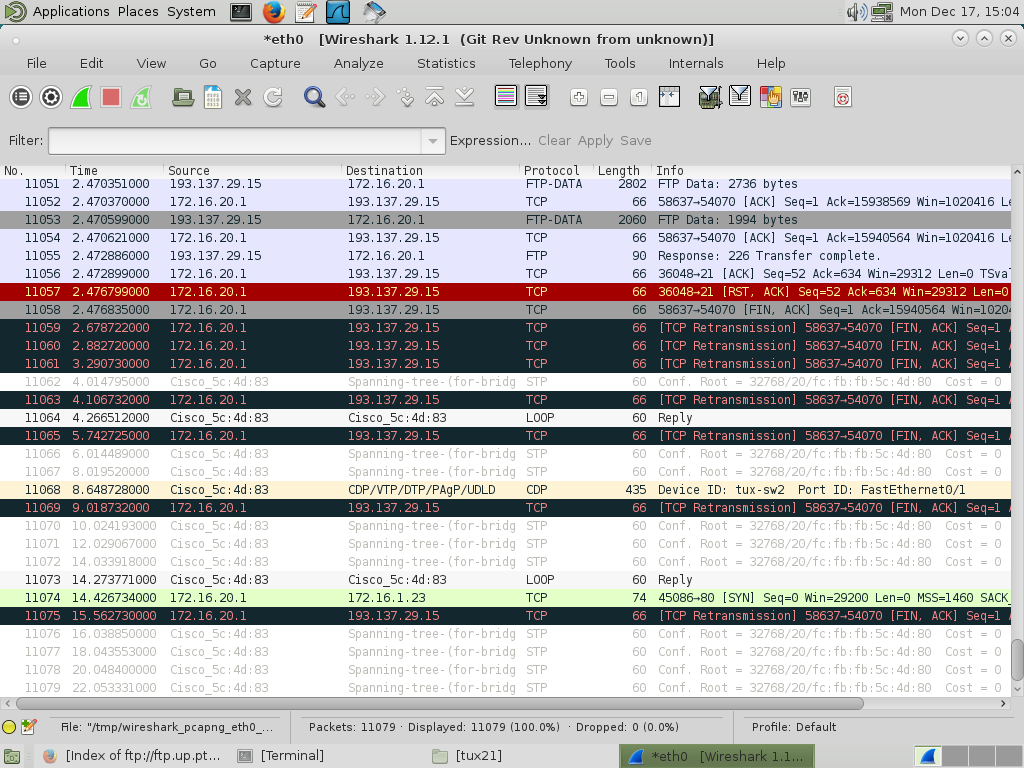 Applications Places System Mon Dec 17, 15:04
*eth0 [Wireshark 1.12.1 (Git Rev Unknown from unknown)]
File Edit View Go Capture Analyze Statistics Telephony Tools Internals Help
Filter: Expression... Clear Apply Save
No. Time Source Destination Protocol Length Info
11051 2.470351000 193.137.29.15 172.16.20.1 FTP-DATA 2802 FTP Data: 2736 bytes
11052 2.470370000 172.16.20.1 193.137.29.15 TCP 66 58637→54070 [ACK] Seq=1 Ack=15938569 Win=1020416 Le
11053 2.470599000 193.137.29.15 172.16.20.1 FTP-DATA 2060 FTP Data: 1994 bytes
11054 2.470621000 172.16.20.1 193.137.29.15 TCP 66 58637→54070 [ACK] Seq=1 Ack=15940564 Win=1020416 Le
11055 2.472886000 193.137.29.15 172.16.20.1 FTP 90 Response: 226 Transfer complete.
11056 2.472899000 172.16.20.1 193.137.29.15 TCP 66 36048→21 [ACK] Seq=52 Ack=634 Win=29312 Len=0 TSval
11057 2.476799000 172.16.20.1 193.137.29.15 TCP 66 36048→21 [RST, ACK] Seq=52 Ack=634 Win=29312 Len=0
11058 2.476835000 172.16.20.1 193.137.29.15 TCP 66 58637→54070 [FIN, ACK] Seq=1 Ack=15940564 Win=1020
11059 2.678722000 172.16.20.1 193.137.29.15 TCP 66 [TCP Retransmission] 58637→54070 [FIN, ACK] Seq=1
11060 2.882722000 172.16.20.1 193.137.29.15 TCP 66 [TCP Retransmission] 58637→54070 [FIN, ACK] Seq=1
11061 3.290730000 172.16.20.1 193.137.29.15 TCP 66 [TCP Retransmission] 58637→54070 [FIN, ACK] Seq=1
11062 4.014795000 Cisco_5c:4d:83 Spanning-tree-(for-bridg STP 60 Conf. Root = 32768/20/fc:fb:fb:5c:4d:80 Cost = 0
11063 4.106732000 172.16.20.1 193.137.29.15 TCP 66 [TCP Retransmission] 58637→54070 [FIN, ACK] Seq=1
11064 4.266512000 Cisco_5c:4d:83 Cisco_5c:4d:83 LOOP 60 Reply
11065 5.742725000 172.16.20.1 193.137.29.15 TCP 66 [TCP Retransmission] 58637→54070 [FIN, ACK] Seq=1
11066 6.014489000 Cisco_5c:4d:83 Spanning-tree-(for-bridg STP 60 Conf. Root = 32768/20/fc:fb:fb:5c:4d:80 Cost = 0
11067 8.019520000 Cisco_5c:4d:83 Spanning-tree-(for-bridg STP 60 Conf. Root = 32768/20/fc:fb:fb:5c:4d:80 Cost = 0
11068 8.648728000 Cisco_5c:4d:83 CDP/VTP/DTP/PAgP/UDLD CDP 435 Device ID: tux-sw2 Port ID: FastEthernet0/1
11069 9.018732000 172.16.20.1 193.137.29.15 TCP 66 [TCP Retransmission] 58637→54070 [FIN, ACK] Seq=1
11070 10.024193000 Cisco_5c:4d:83 Spanning-tree-(for-bridg STP 60 Conf. Root = 32768/20/fc:fb:fb:5c:4d:80 Cost = 0
11071 12.029067000 Cisco_5c:4d:83 Spanning-tree-(for-bridg STP 60 Conf. Root = 32768/20/fc:fb:fb:5c:4d:80 Cost = 0
11072 14.033918000 Cisco_5c:4d:83 Spanning-tree-(for-bridg STP 60 Conf. Root = 32768/20/fc:fb:fb:5c:4d:80 Cost = 0
11073 14.273771000 Cisco_5c:4d:83 Cisco_5c:4d:83 LOOP 60 Reply
11074 14.426734000 172.16.20.1 172.16.1.23 TCP 74 45086→80 [SYN] Seq=0 Win=29200 Len=0 MSS=1460 SACK_
11075 15.562730000 172.16.20.1 193.137.29.15 TCP 66 [TCP Retransmission] 58637→54070 [FIN, ACK] Seq=1
11076 16.038850000 Cisco_5c:4d:83 Spanning-tree-(for-bridg STP 60 Conf. Root = 32768/20/fc:fb:fb:5c:4d:80 Cost = 0
11077 18.043553000 Cisco_5c:4d:83 Spanning-tree-(for-bridg STP 60 Conf. Root = 32768/20/fc:fb:fb:5c:4d:80 Cost = 0
11078 20.048400000 Cisco_5c:4d:83 Spanning-tree-(for-bridg STP 60 Conf. Root = 32768/20/fc:fb:fb:5c:4d:80 Cost = 0
11079 22.053331000 Cisco_5c:4d:83 Spanning-tree-(for-bridg STP 60 Conf. Root = 32768/20/fc:fb:fb:5c:4d:80 Cost = 0
File: "/tmp/wireshark_pcapng_eth0_... Packets: 11079 · Displayed: 11079 (100.0%) · Dropped: 0 (0.0%) Profile: Default
[Index of ftp://ftp.up.pt... [Terminal] [tux21] *eth0 [Wireshark 1.1...